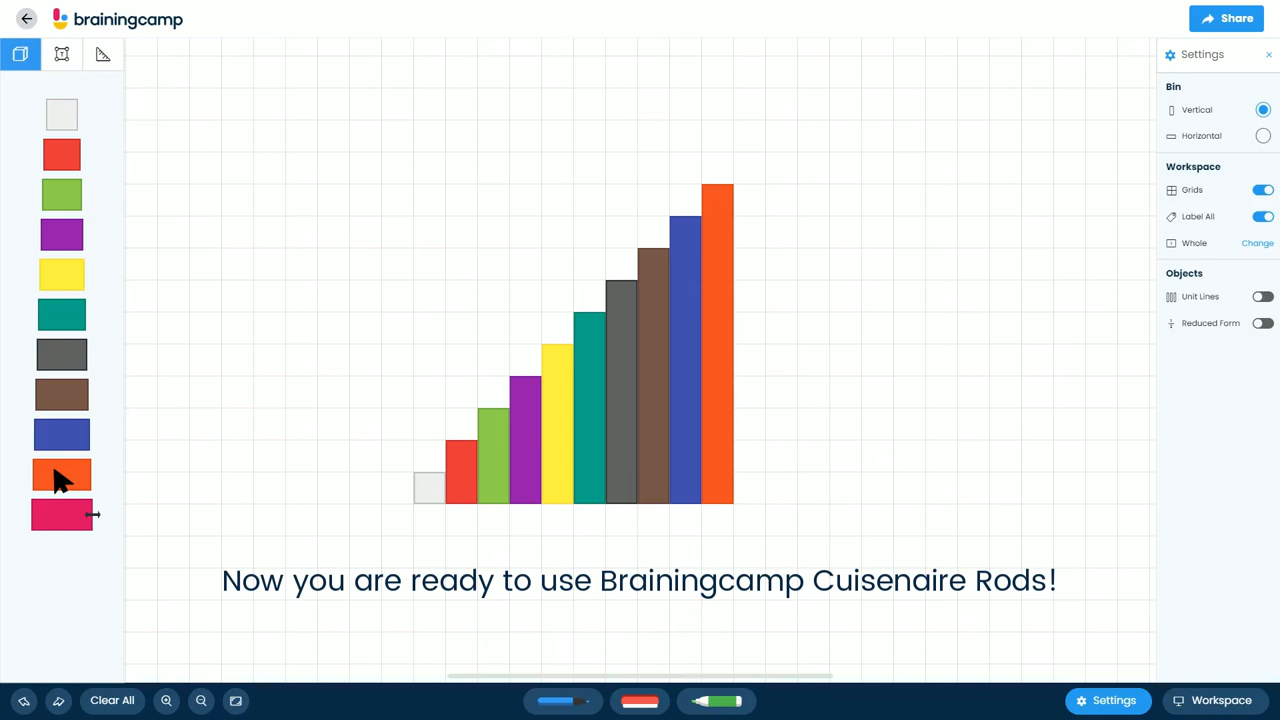 brainingcamp
Share
Settings
Bin
Vertical
Horizontal
Workspace
Grids
Label All
Whole
Change
Objects
Unit Lines
Reduced Form
Now you are ready to use Brainingcamp Cuisenaire Rods!
Clear All
Settings
Workspace